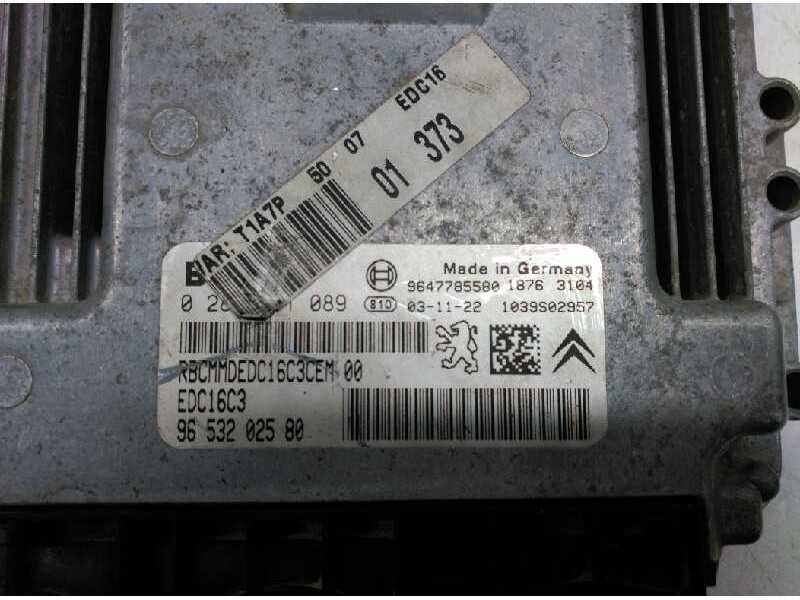 VAR: T1A7P 50 07 EDC16
01 373
B
Made in Germany
9647785580 1876 3104
0 28 089
810 03-11-22 1039S02957
RBCMMDEDC16C3CEM 00
EDC16C3
96 532 025 80